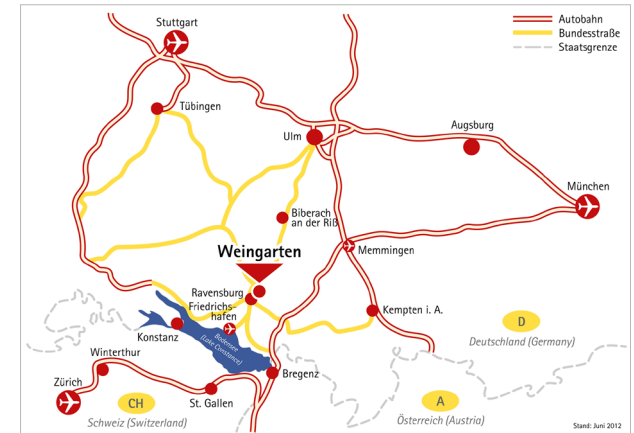 Stuttgart
Autobahn
Bundesstraße
Staatsgrenze
Tübingen
Ulm
Augsburg
München
Biberach
an der Riß
Weingarten
Memmingen
Ravensburg
Friedrichs-
hafen
Kempten i. A.
Konstanz
Bodensee
(Lake Constance)
D
Deutschland (Germany)
Winterthur
Bregenz
Zürich
CH
St. Gallen
A
Schweiz (Switzerland)
Österreich (Austria)
Stand: Juni 2012